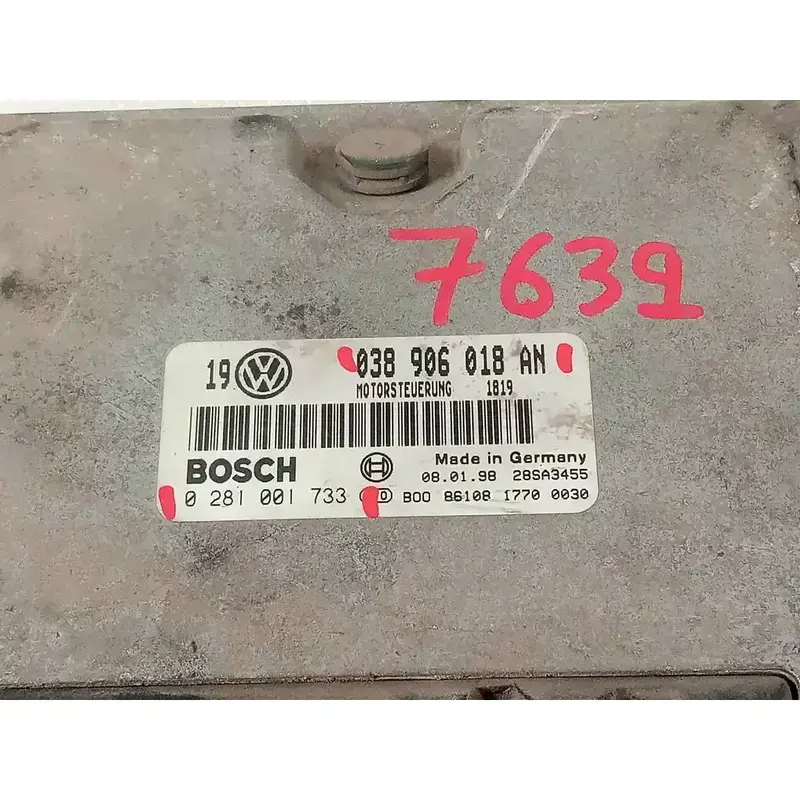 7639
19 VW 038 906 018 AN
MOTORSTEUERUNG 1819
BOSCH Made in Germany
08.01.98 28SA3455
0 281 001 733 B00 86108 1770 0030